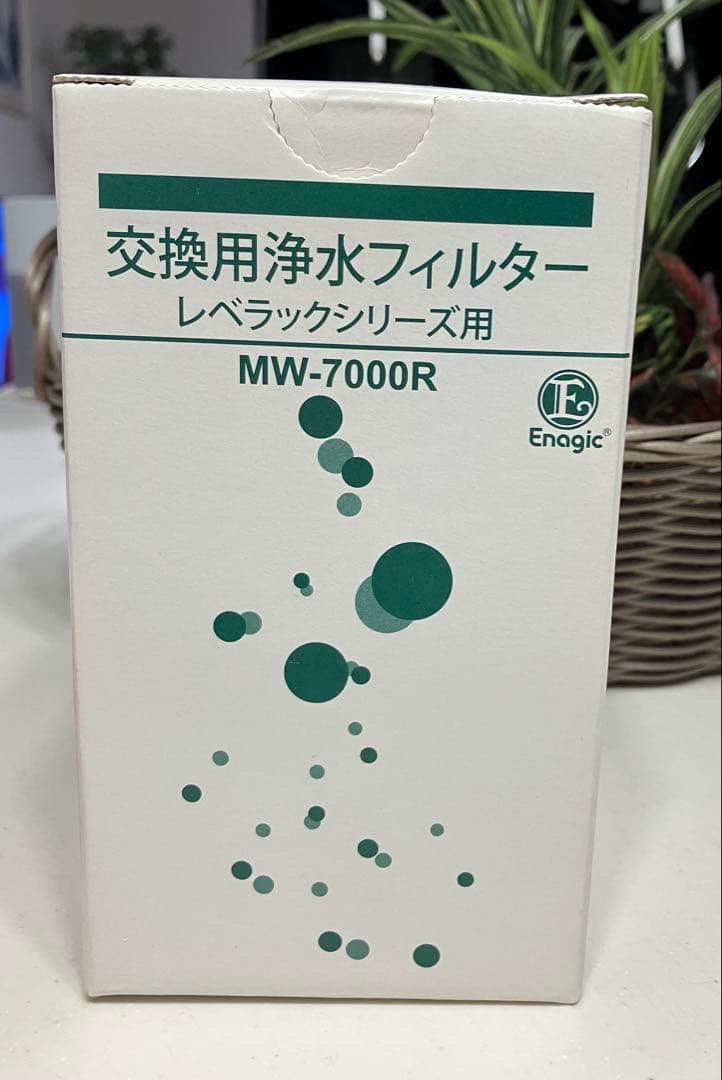 交換用浄水フィルター
レベラックシリーズ用
MW-7000R
E
Enagic®